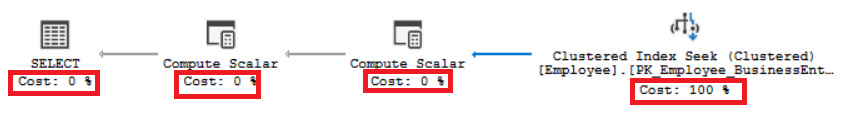 SELECT
Cost: 0 %
Compute Scalar
Cost: 0 %
Compute Scalar
Cost: 0 %
Clustered Index Seek (Clustered)
[Employee].[PK_Employee_BusinessEnt…
Cost: 100 %